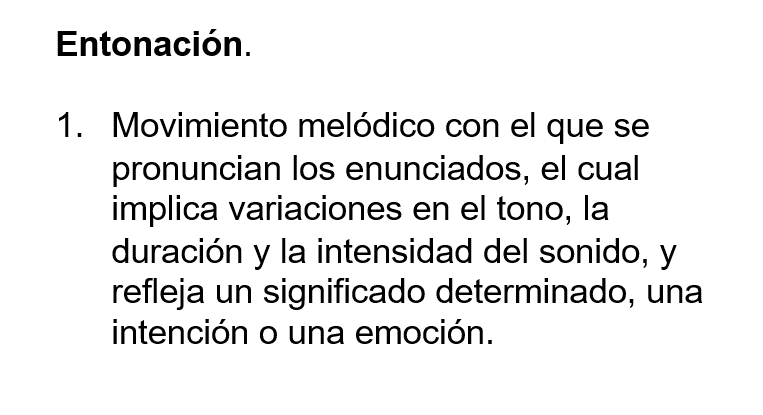 Entonación.
1. Movimiento melódico con el que se
pronuncian los enunciados, el cual
implica variaciones en el tono, la
duración y la intensidad del sonido, y
refleja un significado determinado, una
intención o una emoción.